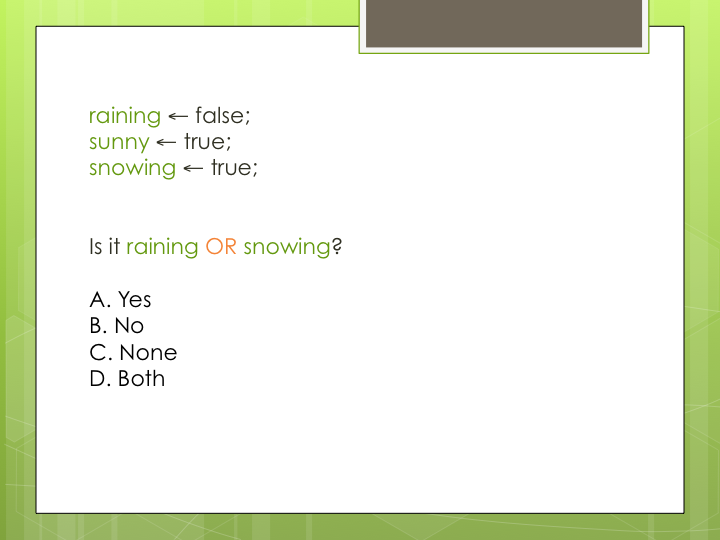 raining ← false;
sunny ← true;
snowing ← true;
Is it raining OR snowing?
A. Yes
B. No
C. None
D. Both